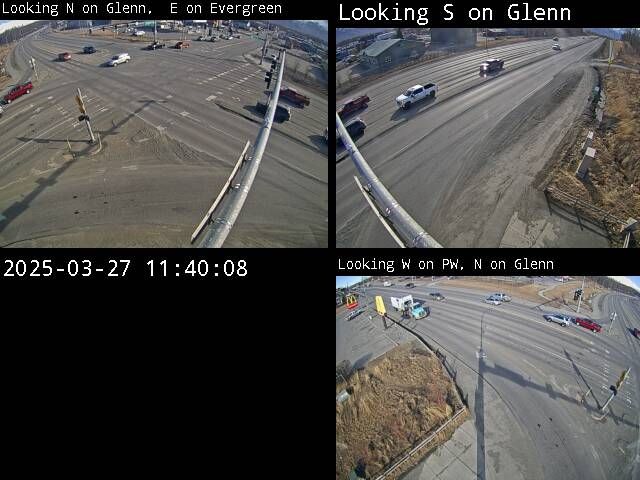 Looking N on Glenn, E on Evergreen
Looking S on Glenn
2025-03-27 11:40:08
Looking W on PW, N on Glenn